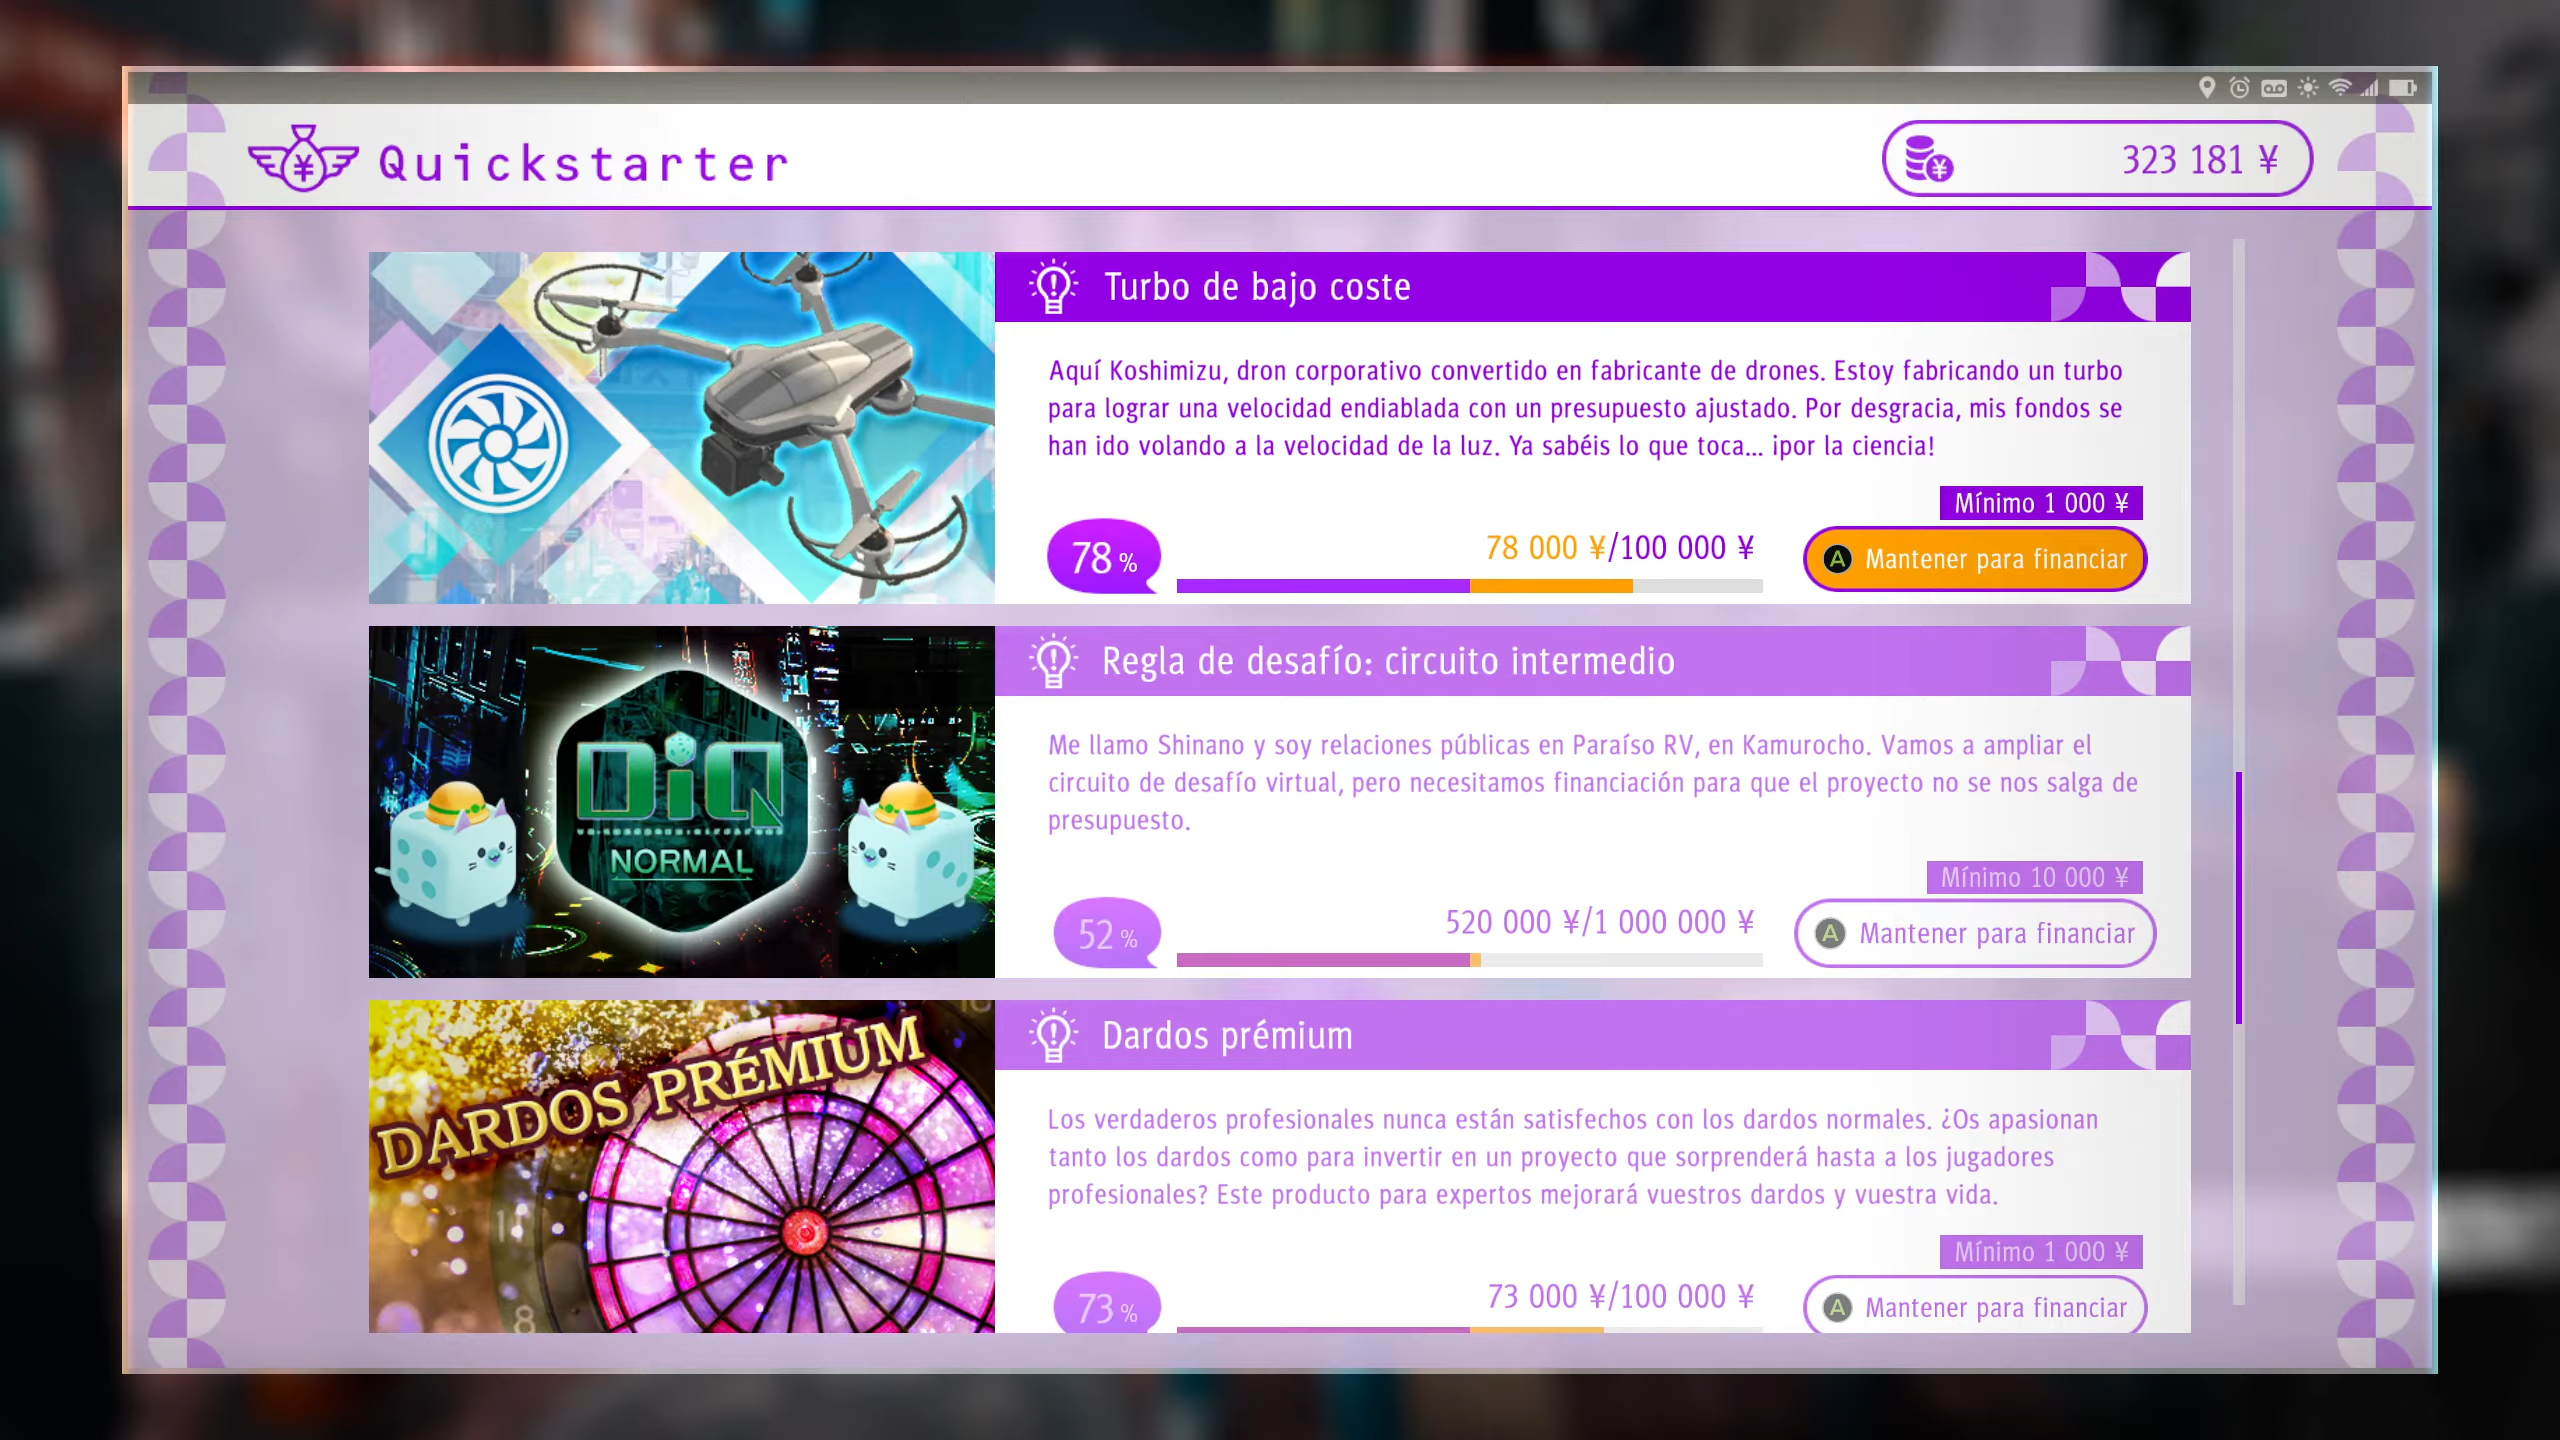 Quickstarter
323 181 ¥
Turbo de bajo coste
Aquí Koshimizu, dron corporativo convertido en fabricante de drones. Estoy fabricando un turbo
para lograr una velocidad endiablada con un presupuesto ajustado. Por desgracia, mis fondos se
han ido volando a la velocidad de la luz. Ya sabéis lo que toca... ¡por la ciencia!
Mínimo 1 000 ¥
78 %
78 000 ¥/100 000 ¥
A Mantener para financiar
DiQ
NORMAL
Regla de desafío: circuito intermedio
Me llamo Shinano y soy relaciones públicas en Paraíso RV, en Kamurocho. Vamos a ampliar el
circuito de desafío virtual, pero necesitamos financiación para que el proyecto no se nos salga de
presupuesto.
Mínimo 10 000 ¥
52 %
520 000 ¥/1 000 000 ¥
A Mantener para financiar
DARDOS PRÉMIUM
8
Dardos prémium
Los verdaderos profesionales nunca están satisfechos con los dardos normales. ¿Os apasionan
tanto los dardos como para invertir en un proyecto que sorprenderá hasta a los jugadores
profesionales? Este producto para expertos mejorará vuestros dardos y vuestra vida.
Mínimo 1 000 ¥
73 %
73 000 ¥/100 000 ¥
A Mantener para financiar